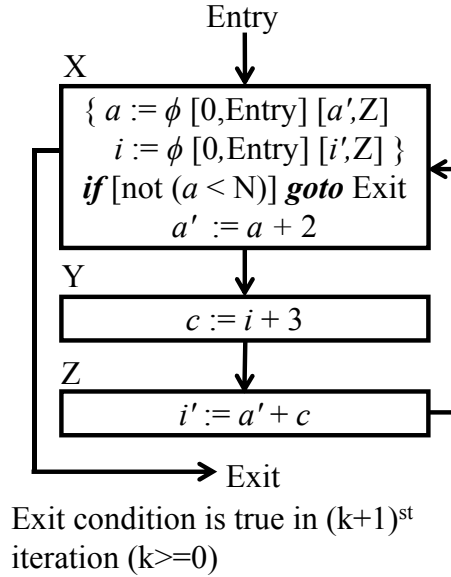 Entry
X
{ a := ϕ [0,Entry] [a′,Z]
i := ϕ [0,Entry] [i′,Z] }
if [not (a < N)] goto Exit
a′ := a + 2
Y
c := i + 3
Z
i′ := a′ + c
Exit
Exit condition is true in (k+1)st
iteration (k>=0)